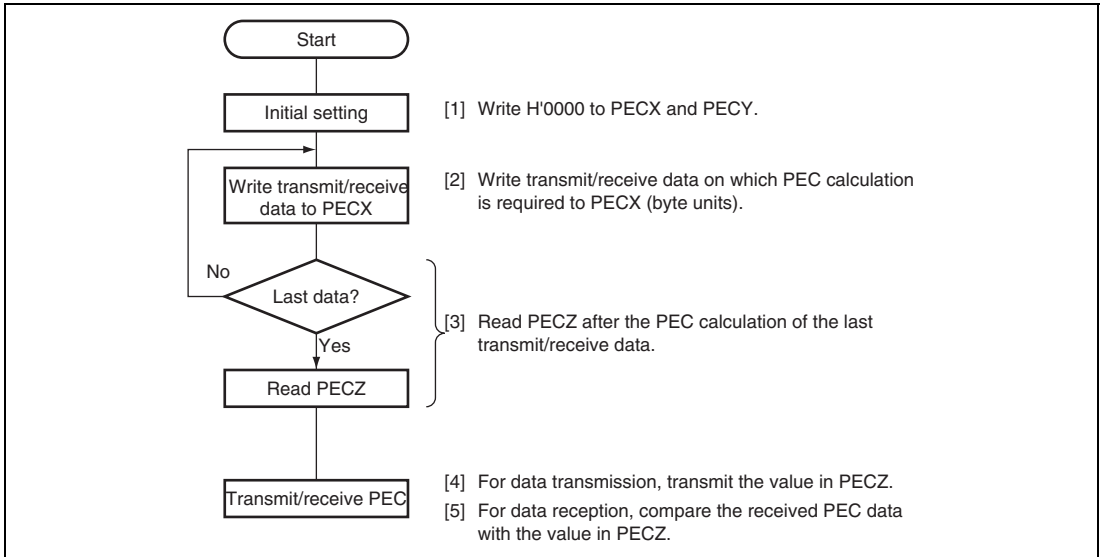 Start
Initial setting
[1] Write H'0000 to PECX and PECY.
Write transmit/receive
data to PECX
[2] Write transmit/receive data on which PEC calculation
is required to PECX (byte units).
No
Last data?
[3] Read PECZ after the PEC calculation of the last
transmit/receive data.
Yes
Read PECZ
Transmit/receive PEC
[4] For data transmission, transmit the value in PECZ.
[5] For data reception, compare the received PEC data
with the value in PECZ.